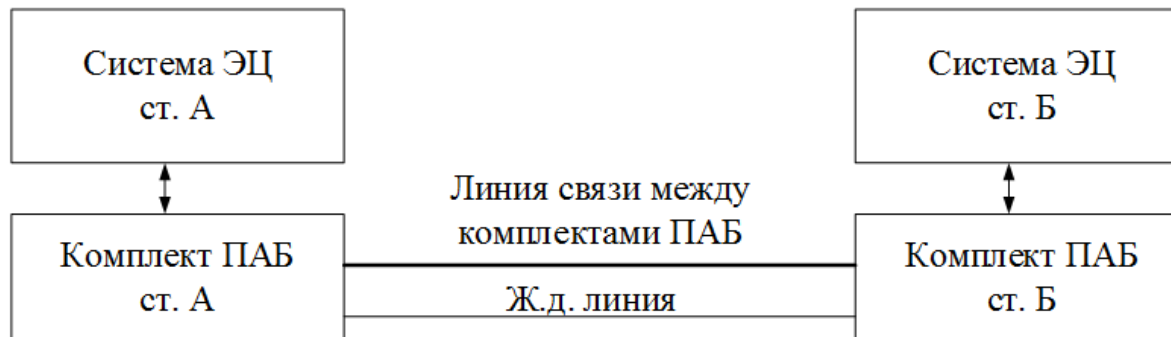 Система ЭЦ
ст. А
Система ЭЦ
ст. Б
Линия связи между
комплектами ПАБ
Комплект ПАБ
ст. А
Комплект ПАБ
ст. Б
Ж.д. линия